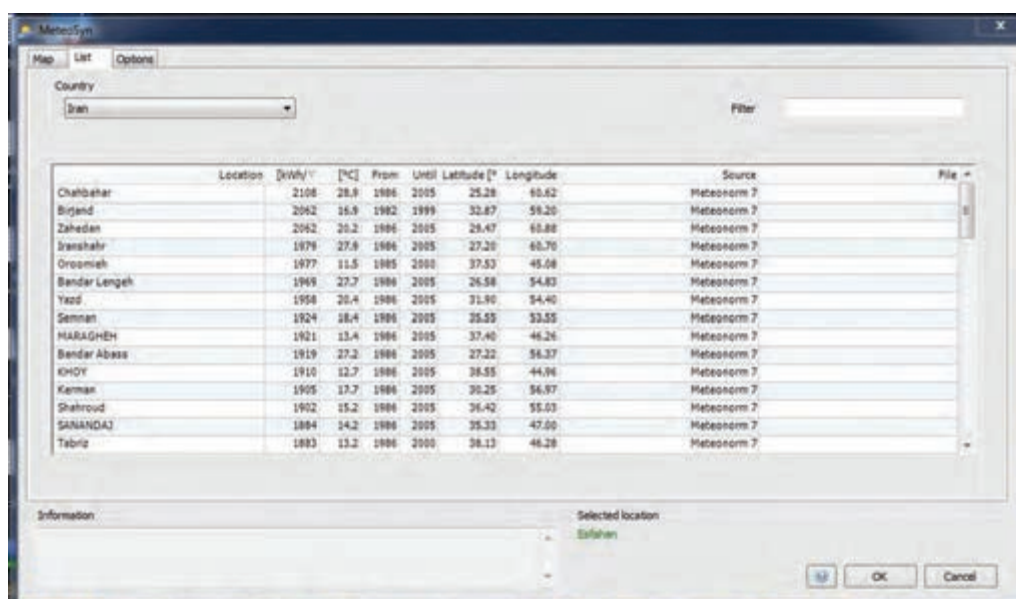 MeteoSyn
Map List Options
Country
Iran
Filter
Location [kWh/ [°C] From Until Latitude [° Longitude Source File
Chahbahar 2108 28.9 1986 2005 25.28 60.62 Meteonorm 7
Birjand 2062 16.9 1982 1999 32.87 59.20 Meteonorm 7
Zahedan 2062 20.2 1986 2005 29.47 60.88 Meteonorm 7
Iranshahr 1979 27.9 1986 2005 27.20 60.70 Meteonorm 7
Oroomieh 1977 11.5 1985 2000 37.53 45.08 Meteonorm 7
Bandar Lengeh 1969 27.7 1986 2005 26.58 54.83 Meteonorm 7
Yazd 1958 20.4 1986 2005 31.90 54.40 Meteonorm 7
Semnan 1924 18.4 1986 2005 35.55 53.55 Meteonorm 7
MARAGHEH 1921 13.4 1986 2005 37.40 46.26 Meteonorm 7
Bandar Abass 1919 27.2 1986 2005 27.22 56.37 Meteonorm 7
KHOY 1910 12.7 1986 2005 38.55 44.96 Meteonorm 7
Kerman 1905 17.7 1986 2005 30.25 56.97 Meteonorm 7
Shahroud 1902 15.2 1986 2005 36.42 55.03 Meteonorm 7
SANANDAJ 1884 14.2 1986 2005 35.33 47.00 Meteonorm 7
Tabriz 1883 13.2 1986 2000 38.13 46.28 Meteonorm 7
Information
Selected location
Esfahan
OK Cancel